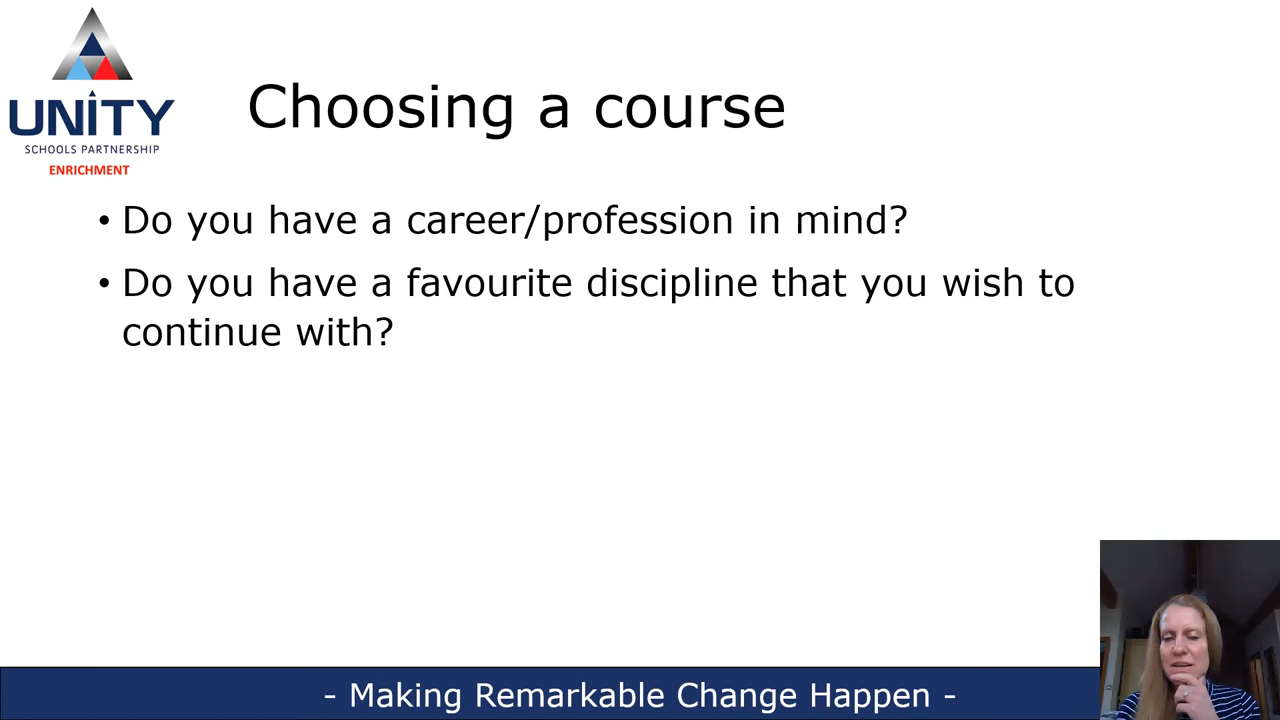 UNiTY
SCHOOLS PARTNERSHIP
ENRICHMENT
Choosing a course
• Do you have a career/profession in mind?
• Do you have a favourite discipline that you wish to
continue with?
- Making Remarkable Change Happen -